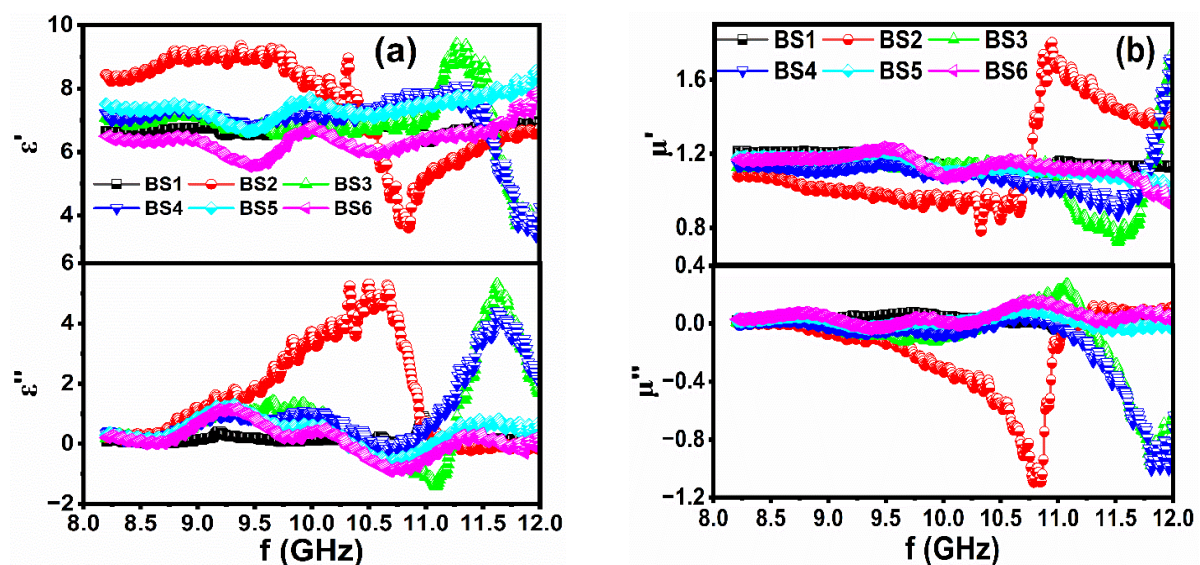 (a)
10
8
6
4
6
ε'
BS1 BS2 BS3
BS4 BS5 BS6
4
2
0
−2
ε''
8.0 8.5 9.0 9.5 10.0 10.5 11.0 11.5 12.0
f (GHz)
(b)
BS1 BS2 BS3
BS4 BS5 BS6
1.6
1.2
0.8
0.4
μ'
0.0
−0.4
−0.8
−1.2
μ''
8.0 8.5 9.0 9.5 10.0 10.5 11.0 11.5 12.0
f (GHz)